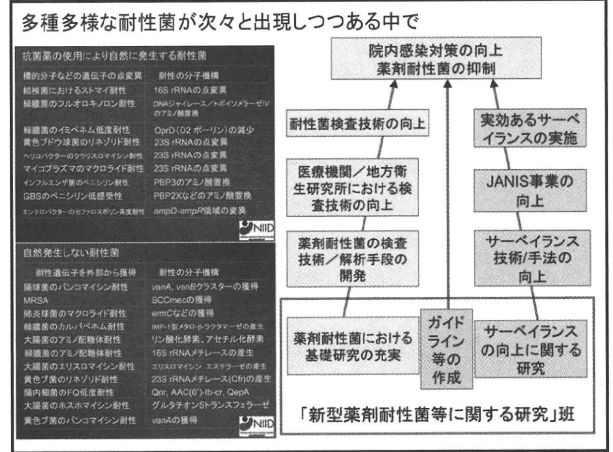 多種多様な耐性菌が次々と出現しつつある中で
抗菌薬の使用により自然に発生する耐性菌
標的分子などの遺伝子の点変異 耐性の分子機構
結核菌におけるストマイ耐性 16S rRNAの点変異
緑膿菌のフルオロキノロン耐性 DNAジャイレース/トポイソメラーゼIV
のアミノ酸置換
緑膿菌のイミペネム低度耐性 OprD(D2 ポーリン)の減少
黄色ブドウ球菌のリネゾリド耐性 23S rRNAの点変異
ヘリコバクターのクラリスロマイシン耐性 23S rRNAの点変異
マイコプラズマのマクロライド耐性 23S rRNAの点変異
インフルエンザ菌のペニシリン耐性 PBP3のアミノ酸置換
GBSのペニシリン低感受性 PBP2Xなどのアミノ酸置換
エンテロバクターのセファロスポリン高度耐性 ampD-ampR領域の変異
NIID
自然発生しない耐性菌
耐性遺伝子を外部から獲得 耐性の分子機構
腸球菌のバンコマイシン耐性 vanA, vanBクラスターの獲得
MRSA SCCmecの獲得
肺炎球菌のマクロライド耐性 ermCなどの獲得
緑膿菌のカルバペネム耐性 IMP-1型メタロ-β-ラクタマーゼの産生
大腸菌のアミノ配糖体耐性 リン酸化酵素、アセチル化酵素
緑膿菌のアミノ配糖体耐性 16S rRNAメチレースの産生
大腸菌のエリスロマイシン耐性 エリスロマイシン エステラーゼの産生
黄色ブ菌のリネゾリド耐性 23S rRNAメチレース(Cfr)の産生
腸内細菌のFQ低度耐性 Qnr, AAC(6')-Ib-cr, QepA
大腸菌のホスホマイシン耐性 グルタチオンSトランスフェラーゼ
黄色ブ菌のバンコマイシン耐性 vanAの獲得
NIID
院内感染対策の向上
薬剤耐性菌の抑制
耐性菌検査技術の向上
医療機関/地方衛
生研究所における検
査技術の向上
薬剤耐性菌の検査
技術/解析手段の
開発
薬剤耐性菌における
基礎研究の充実
ガイド
ライン
等の
作成
実効あるサーベ
イランスの実施
JANIS事業の
向上
サーベイランス
技術/手法の
向上
サーベイランス
の向上に関する
研究
「新型薬剤耐性菌等に関する研究」班